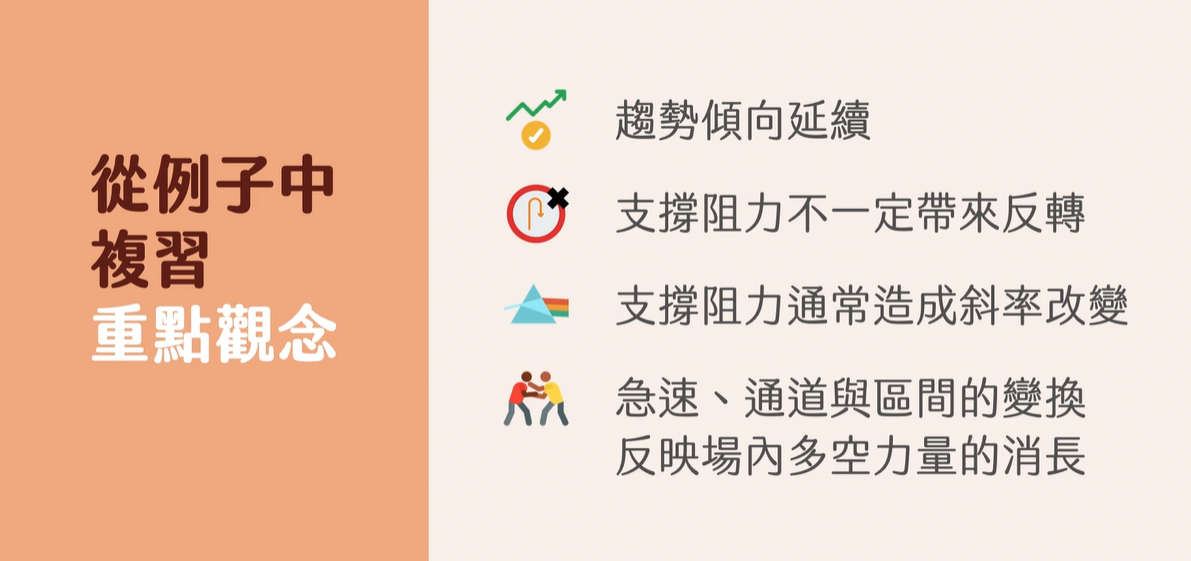 從例子中
複習
重點觀念
趨勢傾向延續
支撐阻力不一定帶來反轉
支撐阻力通常造成斜率改變
急速、通道與區間的變換
反映場內多空力量的消長